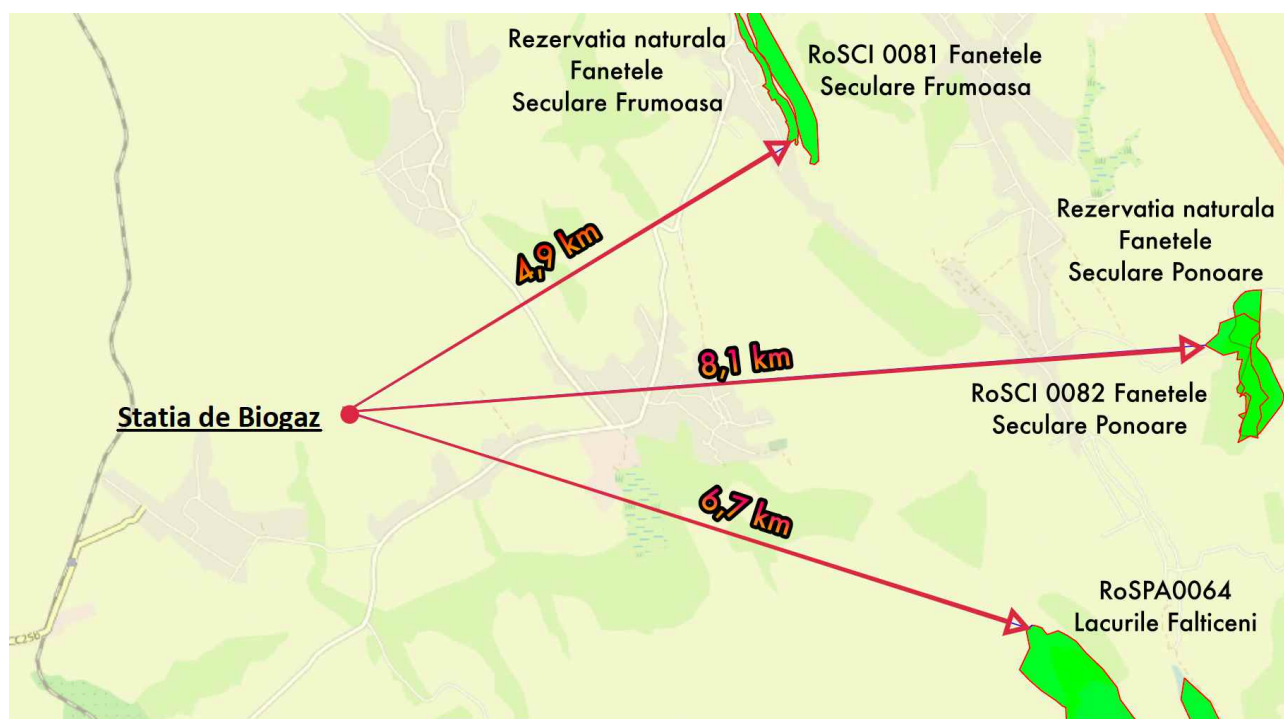 Rezervatia naturala
Fanetele
Seculare Frumoasa
RoSCI 0081 Fanetele
Seculare Frumoasa
Rezervatia naturala
Fanetele
Seculare Ponoare
4,9 km
8,1 km
RoSCI 0082 Fanetele
Seculare Ponoare
Statia de Biogaz
6,7 km
RoSPA0064
Lacurile Falticeni